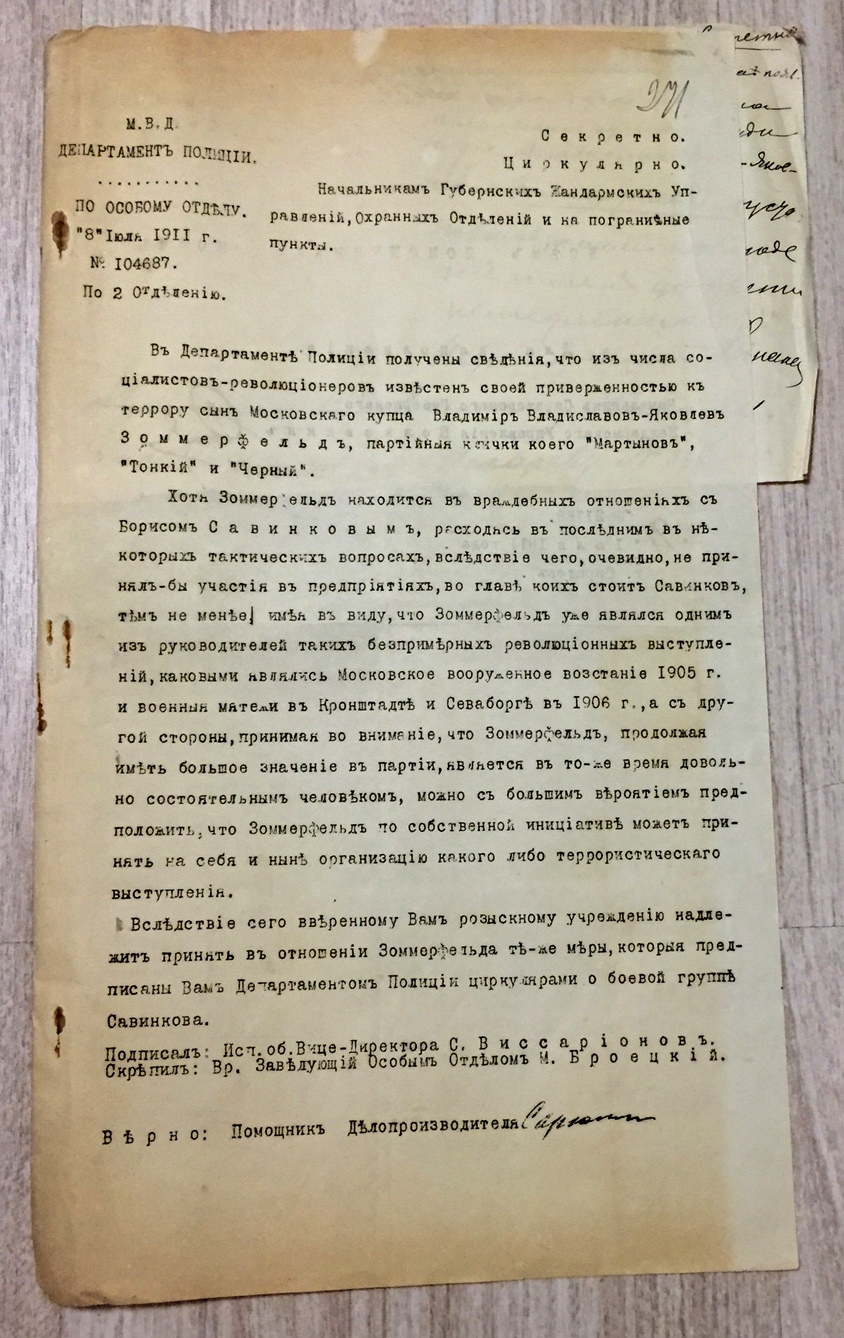 271
М.В.Д.
ДЕПАРТАМЕНТЪ ПОЛИЦІИ.
..........
ПО ОСОБОМУ ОТДѢЛУ.
"8" Іюля 1911 г.
№ 104687.
По 2 Отдѣленію.
Секретно.
Циркулярно.
Начальникамъ Губернскихъ Жандармскихъ Уп-
равленій, Охранныхъ Отдѣленій и на пограничные
пункты.
Въ Департаментѣ Полиціи получены свѣдѣнія, что изъ числа со-
ціалистовъ-революціонеровъ извѣстенъ своей приверженностью къ
террору сынъ Московскаго купца Владиміръ Владиславовъ-Яковлевъ
Зоммерфельдъ, партійныя клички коего "Мартыновъ",
"Тонкій" и "Черный".
Хотя Зоммерфельдъ находится въ враждебныхъ отношеніяхъ съ
Борисомъ Савинковымъ, расходясь въ послѣднимъ въ нѣ-
которыхъ тактическихъ вопросахъ, вслѣдствіе чего, очевидно, не при-
нялъ-бы участія въ предпріятіяхъ, во главѣ коихъ стоитъ Савинковъ,
тѣмъ не менѣе, имѣя въ виду, что Зоммерфельдъ уже являлся однимъ
изъ руководителей такихъ безпримѣрныхъ революціонныхъ выступле-
ній, каковыми являлись Московское вооруженное возстаніе 1905 г.
и военныя мятежи въ Кронштадтѣ и Севаборгѣ въ 1906 г., а съ дру-
гой стороны, принимая во вниманіе, что Зоммерфельдъ, продолжая
имѣть большое значеніе въ партіи, является въ то-же время доволь-
но состоятельнымъ человѣкомъ, можно съ большимъ вѣроятіемъ пред-
положить, что Зоммерфельдъ по собственной инициативѣ можетъ при-
нять на себя и нынѣ организацію какого либо террористическаго
выступленія.
Вслѣдствіе сего ввѣренному Вамъ розыскному учрежденію надле-
житъ принять въ отношеніи Зоммерфельда тѣ-же мѣры, которыя пред-
писаны Вамъ Департаментомъ Полиціи циркулярами о боевой группѣ
Савинкова.
Подписалъ: Исп. об. Вице-Директора С. Виссаріоновъ.
Скрѣпилъ: Вр. Завѣдующій Особымъ Отдѣломъ М. Броецкій.
Вѣрно: Помощникъ Дѣлопроизводителя